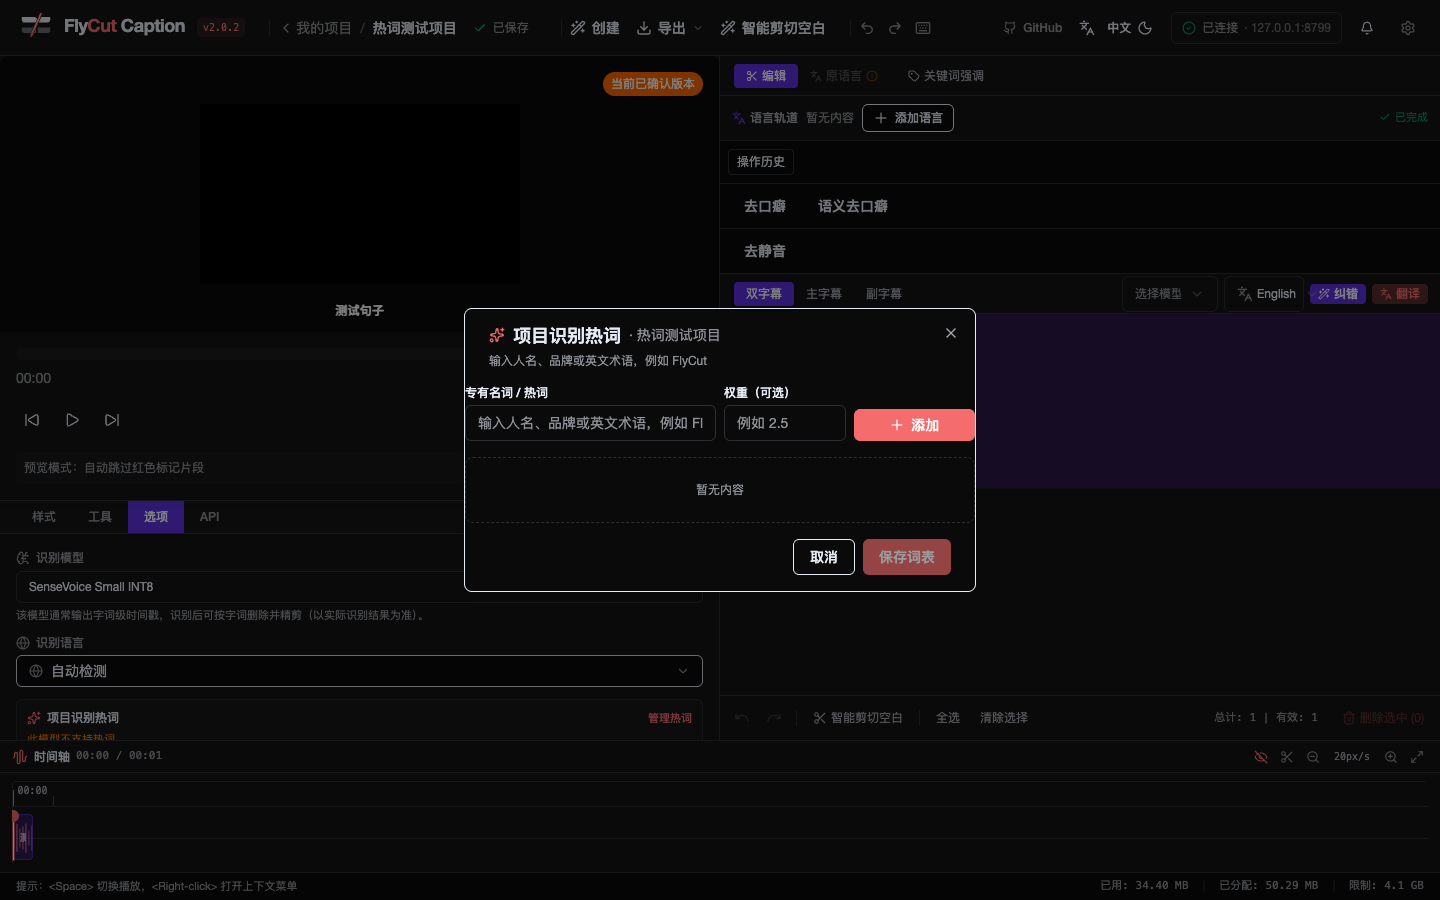 FlyCut Caption v2.0.2 我的项目 / 热词测试项目 已保存 创建 导出 智能剪切空白 GitHub 中文 已连接 · 127.0.0.1:8799
当前已确认版本
测试句子
00:00
预览模式：自动跳过红色标记片段
样式 工具 选项 API
识别模型
SenseVoice Small INT8
该模型通常输出字词级时间戳，识别后可按字词删除并精剪（以实际识别结果为准）。
识别语言
自动检测
项目识别热词 管理热词
此模型不支持热词
编辑 原语言 关键词强调
语言轨道 暂无内容 添加语言 已完成
操作历史
去口癖 语义去口癖
去静音
双字幕 主字幕 副字幕 选择模型 English 纠错 翻译
项目识别热词 · 热词测试项目
输入人名、品牌或英文术语，例如 FlyCut
专有名词 / 热词 权重（可选）
输入人名、品牌或英文术语，例如 Fl 例如 2.5 添加
暂无内容
取消 保存词表
智能剪切空白 全选 清除选择 总计: 1 | 有效: 1 删除选中 (0)
时间轴 00:00 / 00:01 20px/s
00:00
测
提示：<Space> 切换播放，<Right-click> 打开上下文菜单 已用: 34.40 MB 已分配: 50.29 MB 限制: 4.1 GB